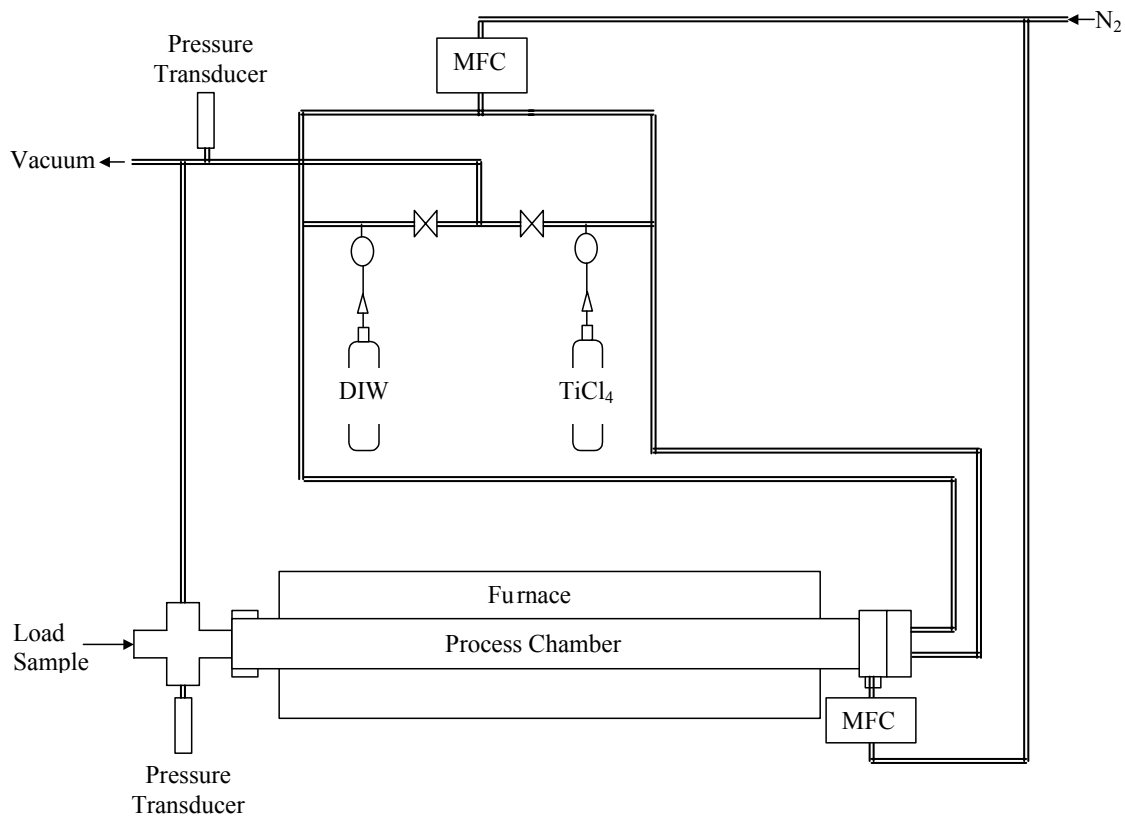 N₂
Pressure
Transducer
MFC
Vacuum
DIW
TiCl₄
Furnace
Load
Sample
Process Chamber
MFC
Pressure
Transducer